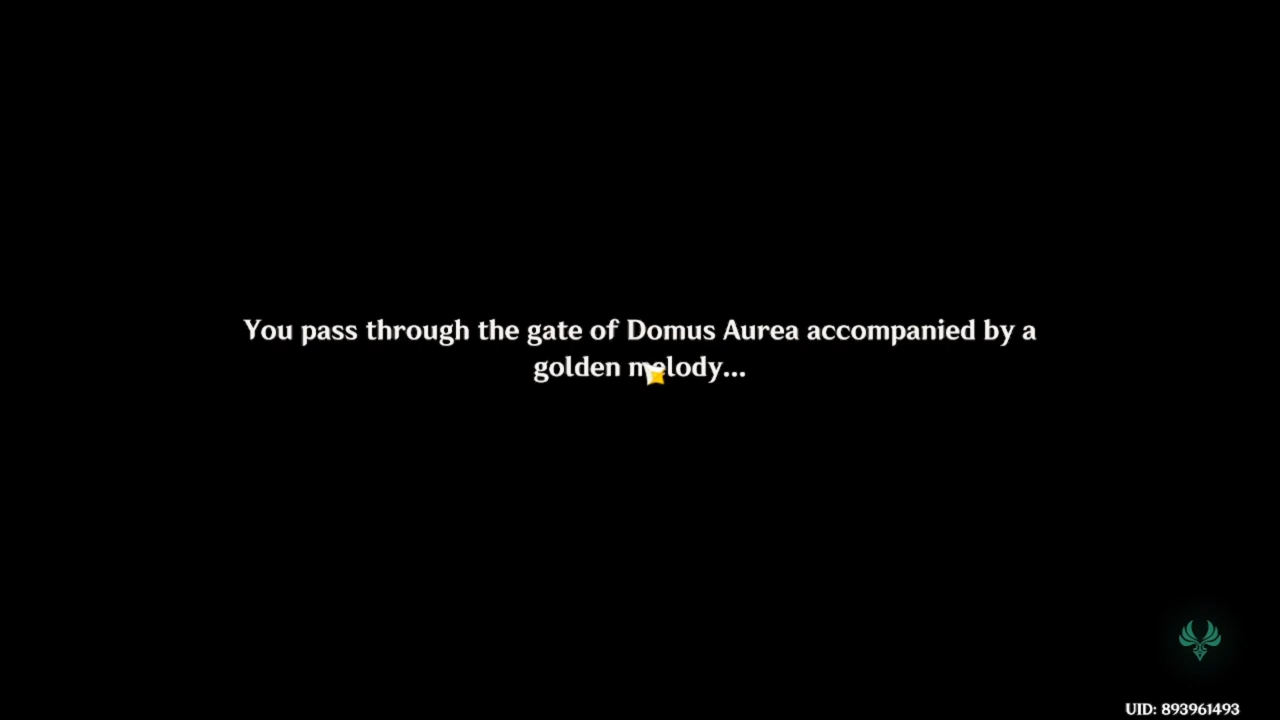 You pass through the gate of Domus Aurea accompanied by a
golden melody...
UID: 893961493